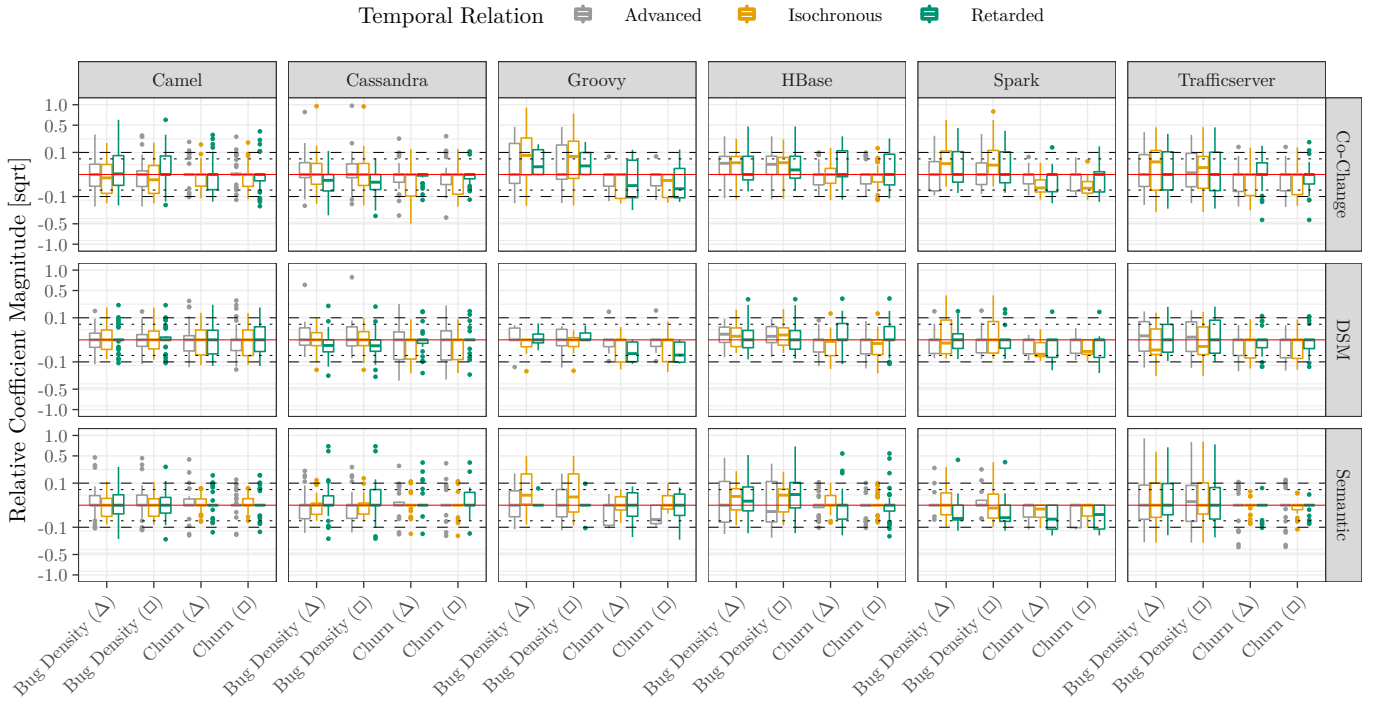 Temporal Relation Advanced Isochronous Retarded
Camel Cassandra Groovy HBase Spark Trafficserver
Relative Coefficient Magnitude [sqrt]
1.0
0.5
0.1
-0.1
-0.5
-1.0
Co-Change
1.0
0.5
0.1
-0.1
-0.5
-1.0
DSM
1.0
0.5
0.1
-0.1
-0.5
-1.0
Semantic
Bug Density (Δ)
Bug Density (□)
Churn (Δ)
Churn (□)
Bug Density (Δ)
Bug Density (□)
Churn (Δ)
Churn (□)
Bug Density (Δ)
Bug Density (□)
Churn (Δ)
Churn (□)
Bug Density (Δ)
Bug Density (□)
Churn (Δ)
Churn (□)
Bug Density (Δ)
Bug Density (□)
Churn (Δ)
Churn (□)
Bug Density (Δ)
Bug Density (□)
Churn (Δ)
Churn (□)